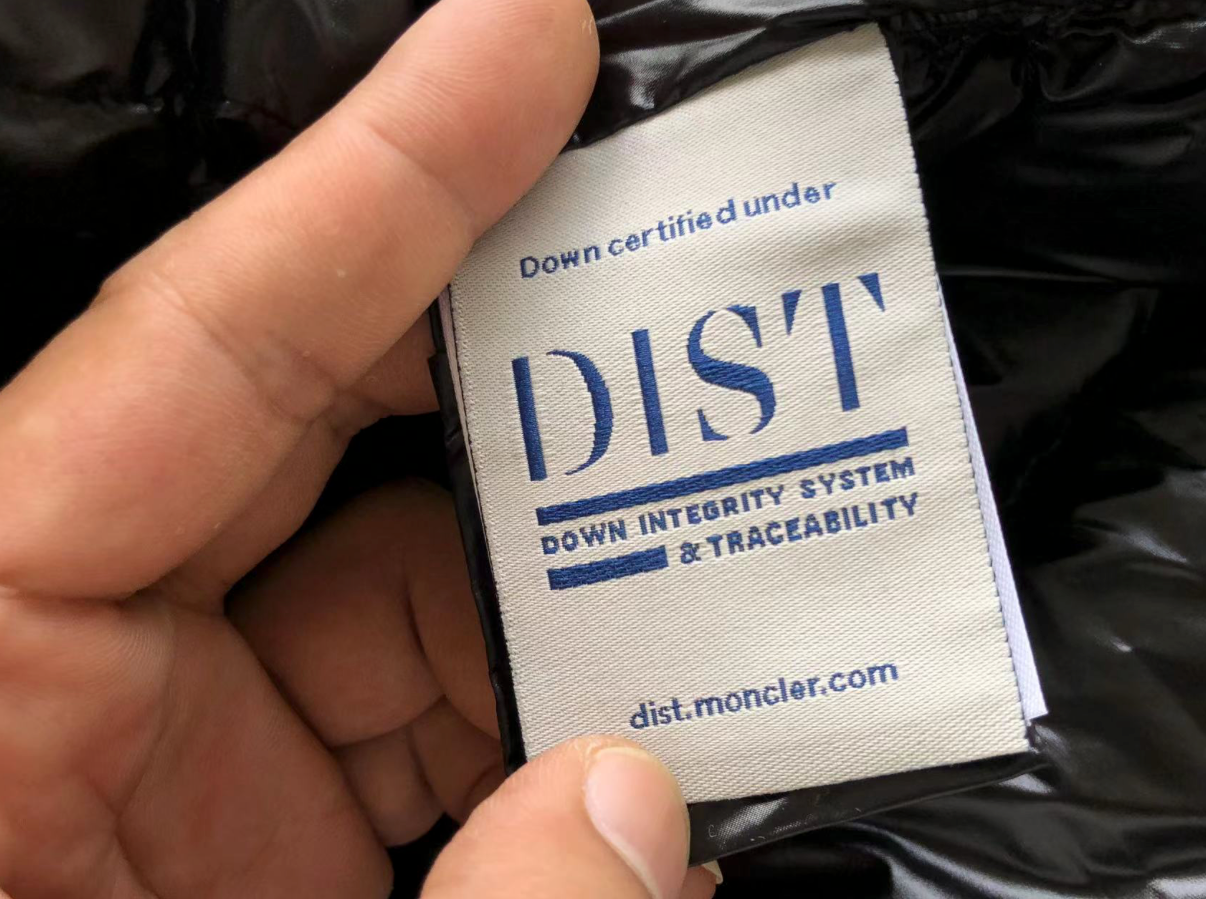 Down certified under
DIST
DOWN INTEGRITY SYSTEM
& TRACEABILITY
dist.moncler.com